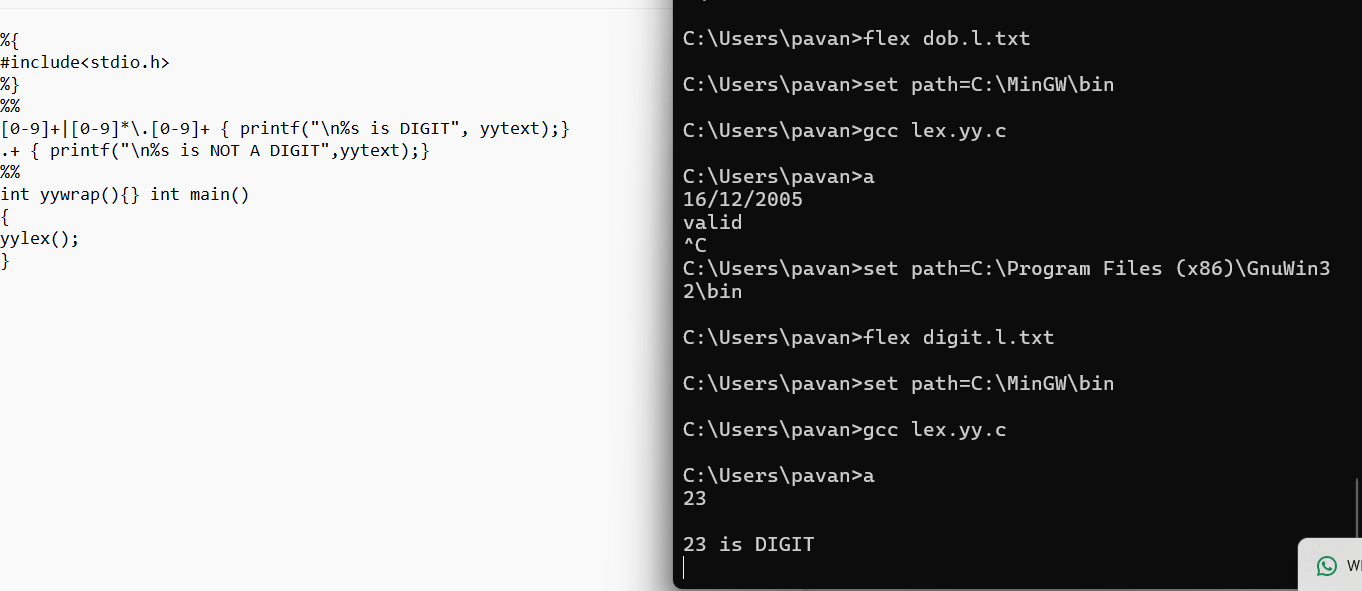 %{
#include<stdio.h>
%}
%%
[0-9]+|[0-9]*\.[0-9]+ { printf("\n%s is DIGIT", yytext);}
.+ { printf("\n%s is NOT A DIGIT",yytext);}
%%
int yywrap(){} int main()
{
yylex();
}
C:\Users\pavan>flex dob.l.txt
C:\Users\pavan>set path=C:\MinGW\bin
C:\Users\pavan>gcc lex.yy.c
C:\Users\pavan>a
16/12/2005
valid
^C
C:\Users\pavan>set path=C:\Program Files (x86)\GnuWin3
2\bin
C:\Users\pavan>flex digit.l.txt
C:\Users\pavan>set path=C:\MinGW\bin
C:\Users\pavan>gcc lex.yy.c
C:\Users\pavan>a
23
23 is DIGIT